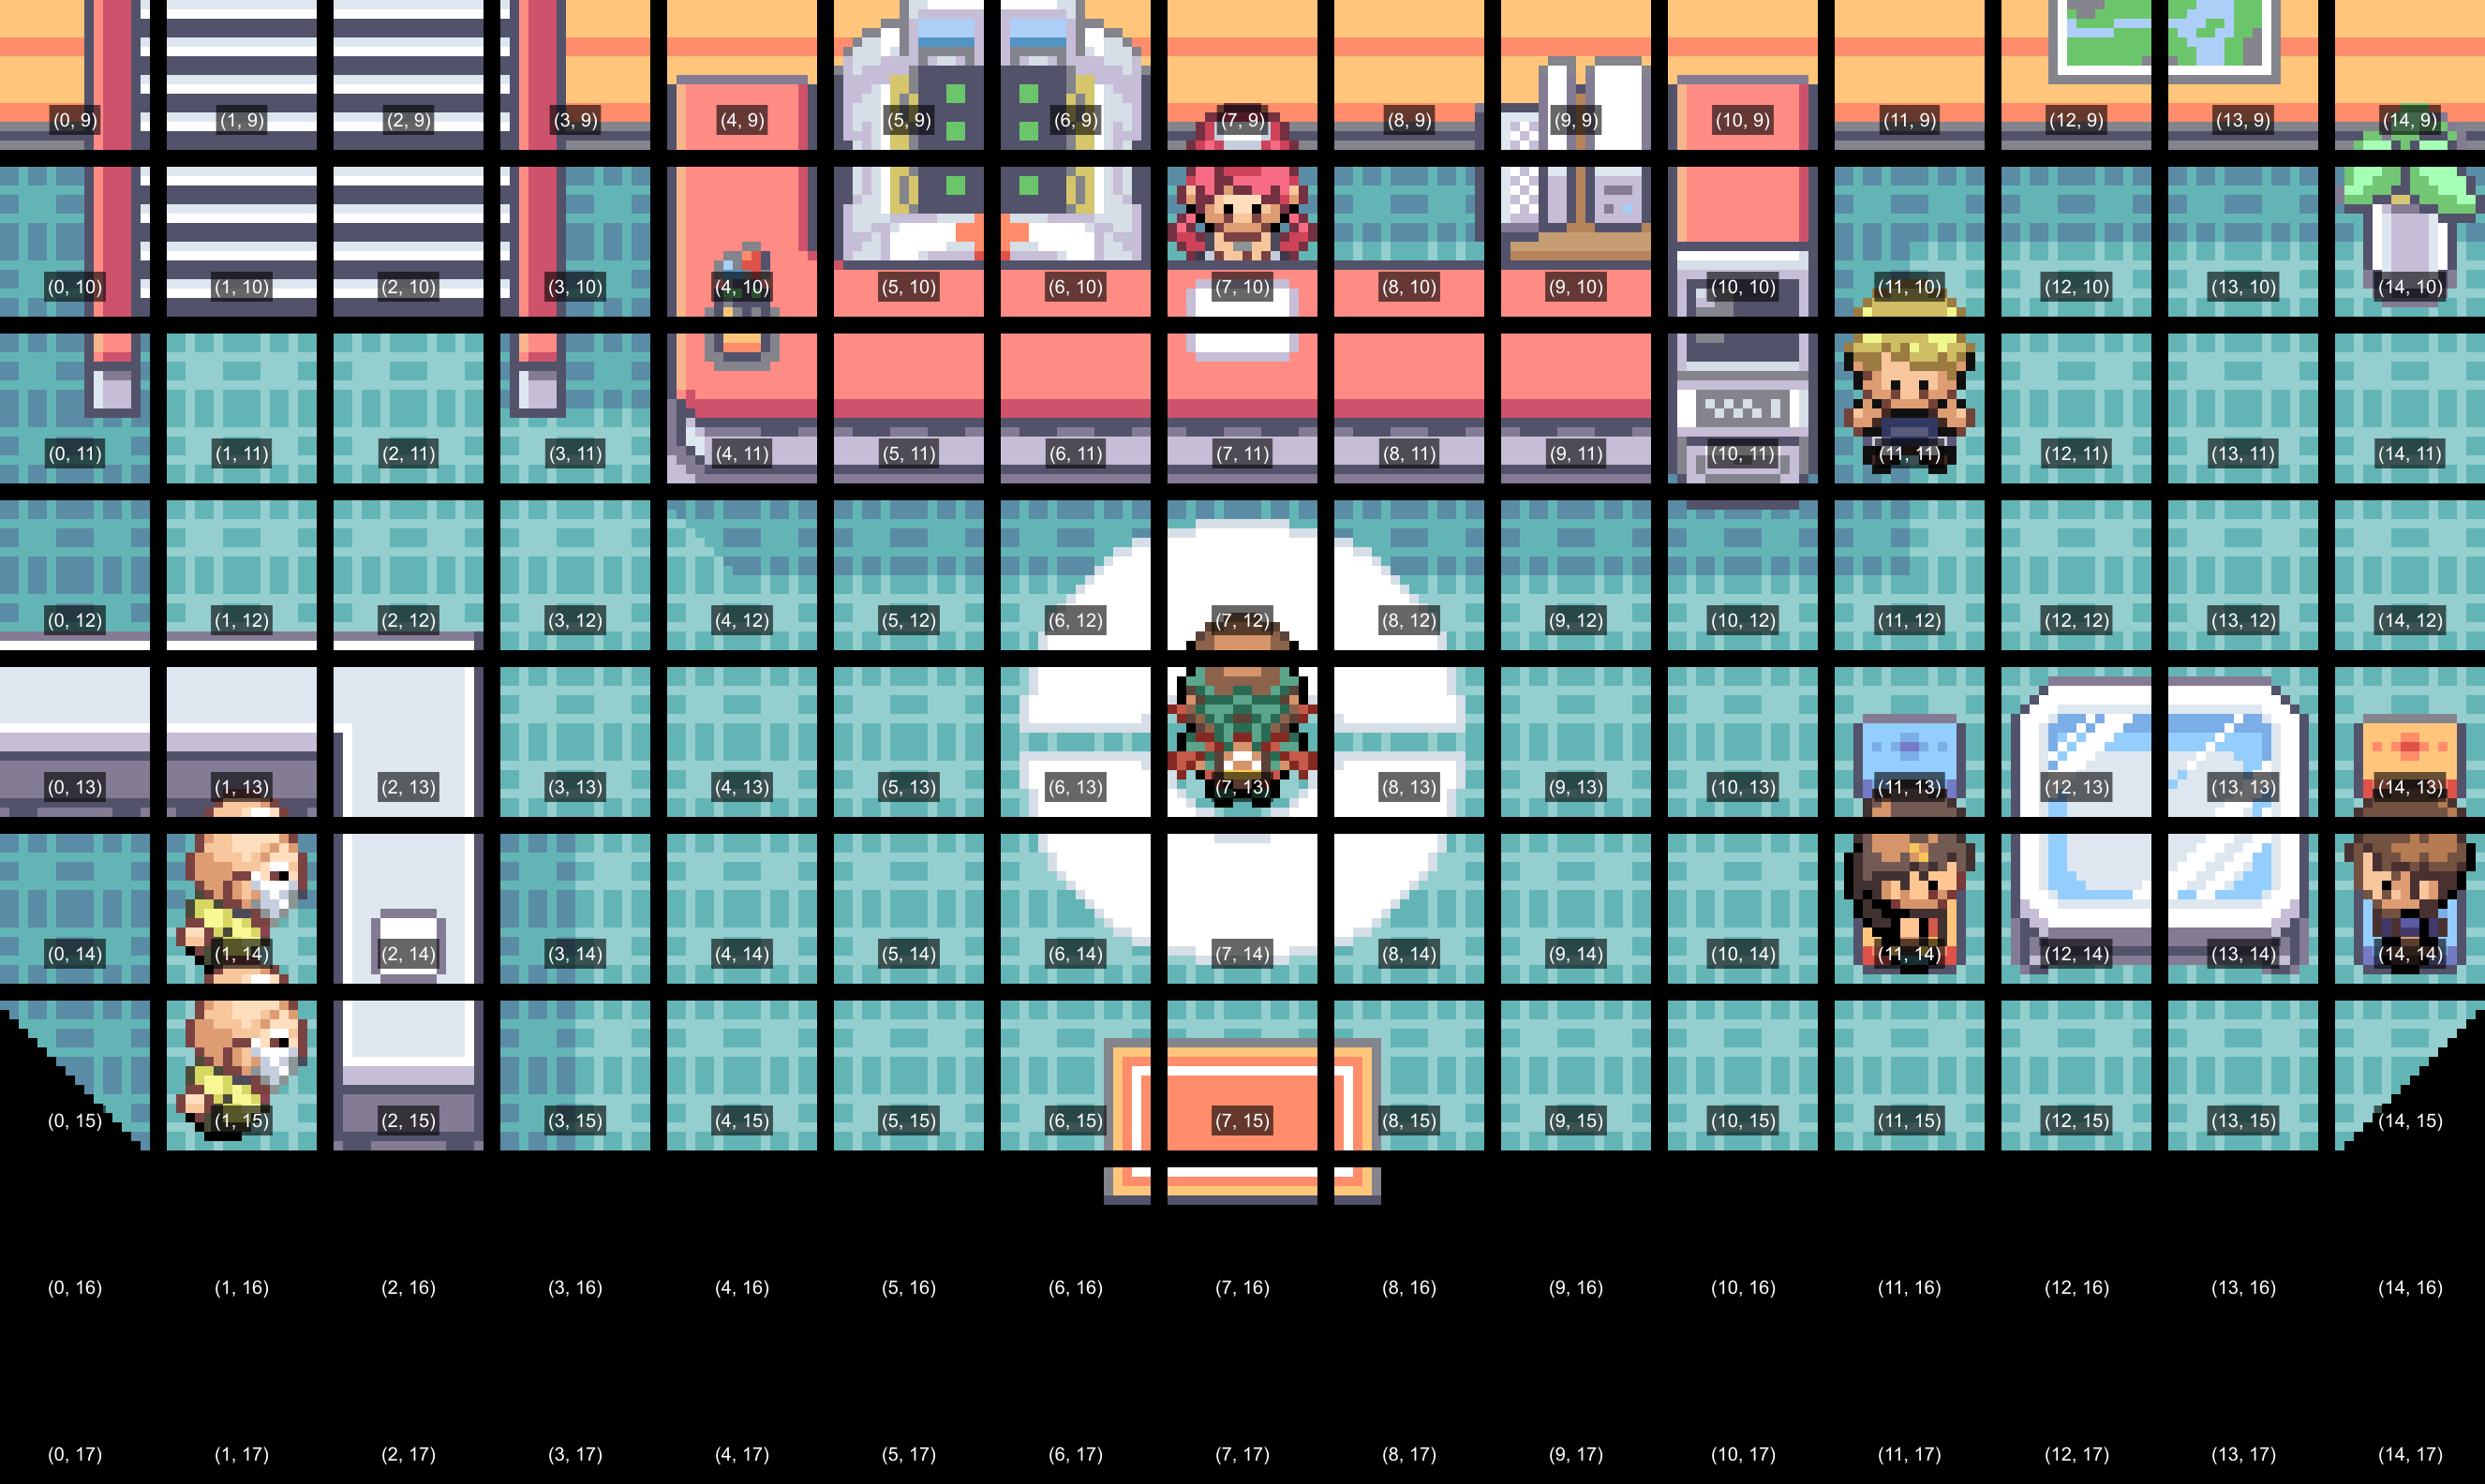 (0, 9) (1, 9) (2, 9) (3, 9) (4, 9) (5, 9) (6, 9) (7, 9) (8, 9) (9, 9) (10, 9) (11, 9) (12, 9) (13, 9) (14, 9)
(0, 10) (1, 10) (2, 10) (3, 10) (4, 10) (5, 10) (6, 10) (7, 10) (8, 10) (9, 10) (10, 10) (11, 10) (12, 10) (13, 10) (14, 10)
(0, 11) (1, 11) (2, 11) (3, 11) (4, 11) (5, 11) (6, 11) (7, 11) (8, 11) (9, 11) (10, 11) (11, 11) (12, 11) (13, 11) (14, 11)
(0, 12) (1, 12) (2, 12) (3, 12) (4, 12) (5, 12) (6, 12) (7, 12) (8, 12) (9, 12) (10, 12) (11, 12) (12, 12) (13, 12) (14, 12)
(0, 13) (1, 13) (2, 13) (3, 13) (4, 13) (5, 13) (6, 13) (7, 13) (8, 13) (9, 13) (10, 13) (11, 13) (12, 13) (13, 13) (14, 13)
(0, 14) (1, 14) (2, 14) (3, 14) (4, 14) (5, 14) (6, 14) (7, 14) (8, 14) (9, 14) (10, 14) (11, 14) (12, 14) (13, 14) (14, 14)
(0, 15) (1, 15) (2, 15) (3, 15) (4, 15) (5, 15) (6, 15) (7, 15) (8, 15) (9, 15) (10, 15) (11, 15) (12, 15) (13, 15) (14, 15)
(0, 16) (1, 16) (2, 16) (3, 16) (4, 16) (5, 16) (6, 16) (7, 16) (8, 16) (9, 16) (10, 16) (11, 16) (12, 16) (13, 16) (14, 16)
(0, 17) (1, 17) (2, 17) (3, 17) (4, 17) (5, 17) (6, 17) (7, 17) (8, 17) (9, 17) (10, 17) (11, 17) (12, 17) (13, 17) (14, 17)